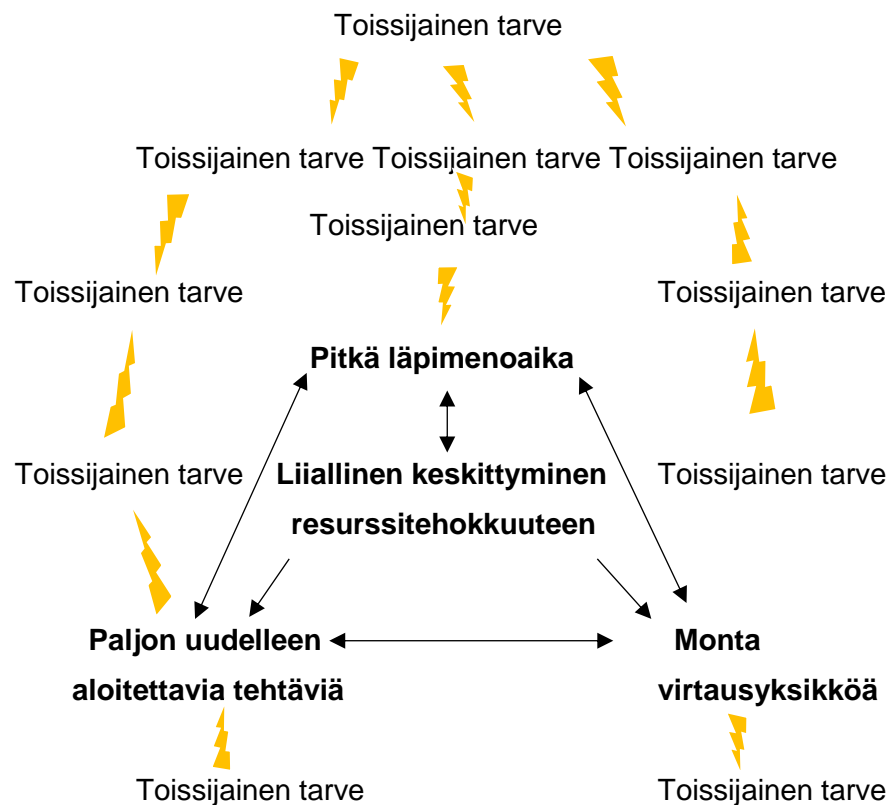 Toissijainen tarve
Toissijainen tarve Toissijainen tarve Toissijainen tarve
Toissijainen tarve
Toissijainen tarve Toissijainen tarve
Pitkä läpimenoaika
Toissijainen tarve Liiallinen keskittyminen Toissijainen tarve
resurssitehokkuuteen
Paljon uudelleen Monta
aloitettavia tehtäviä virtausyksikköä
Toissijainen tarve Toissijainen tarve